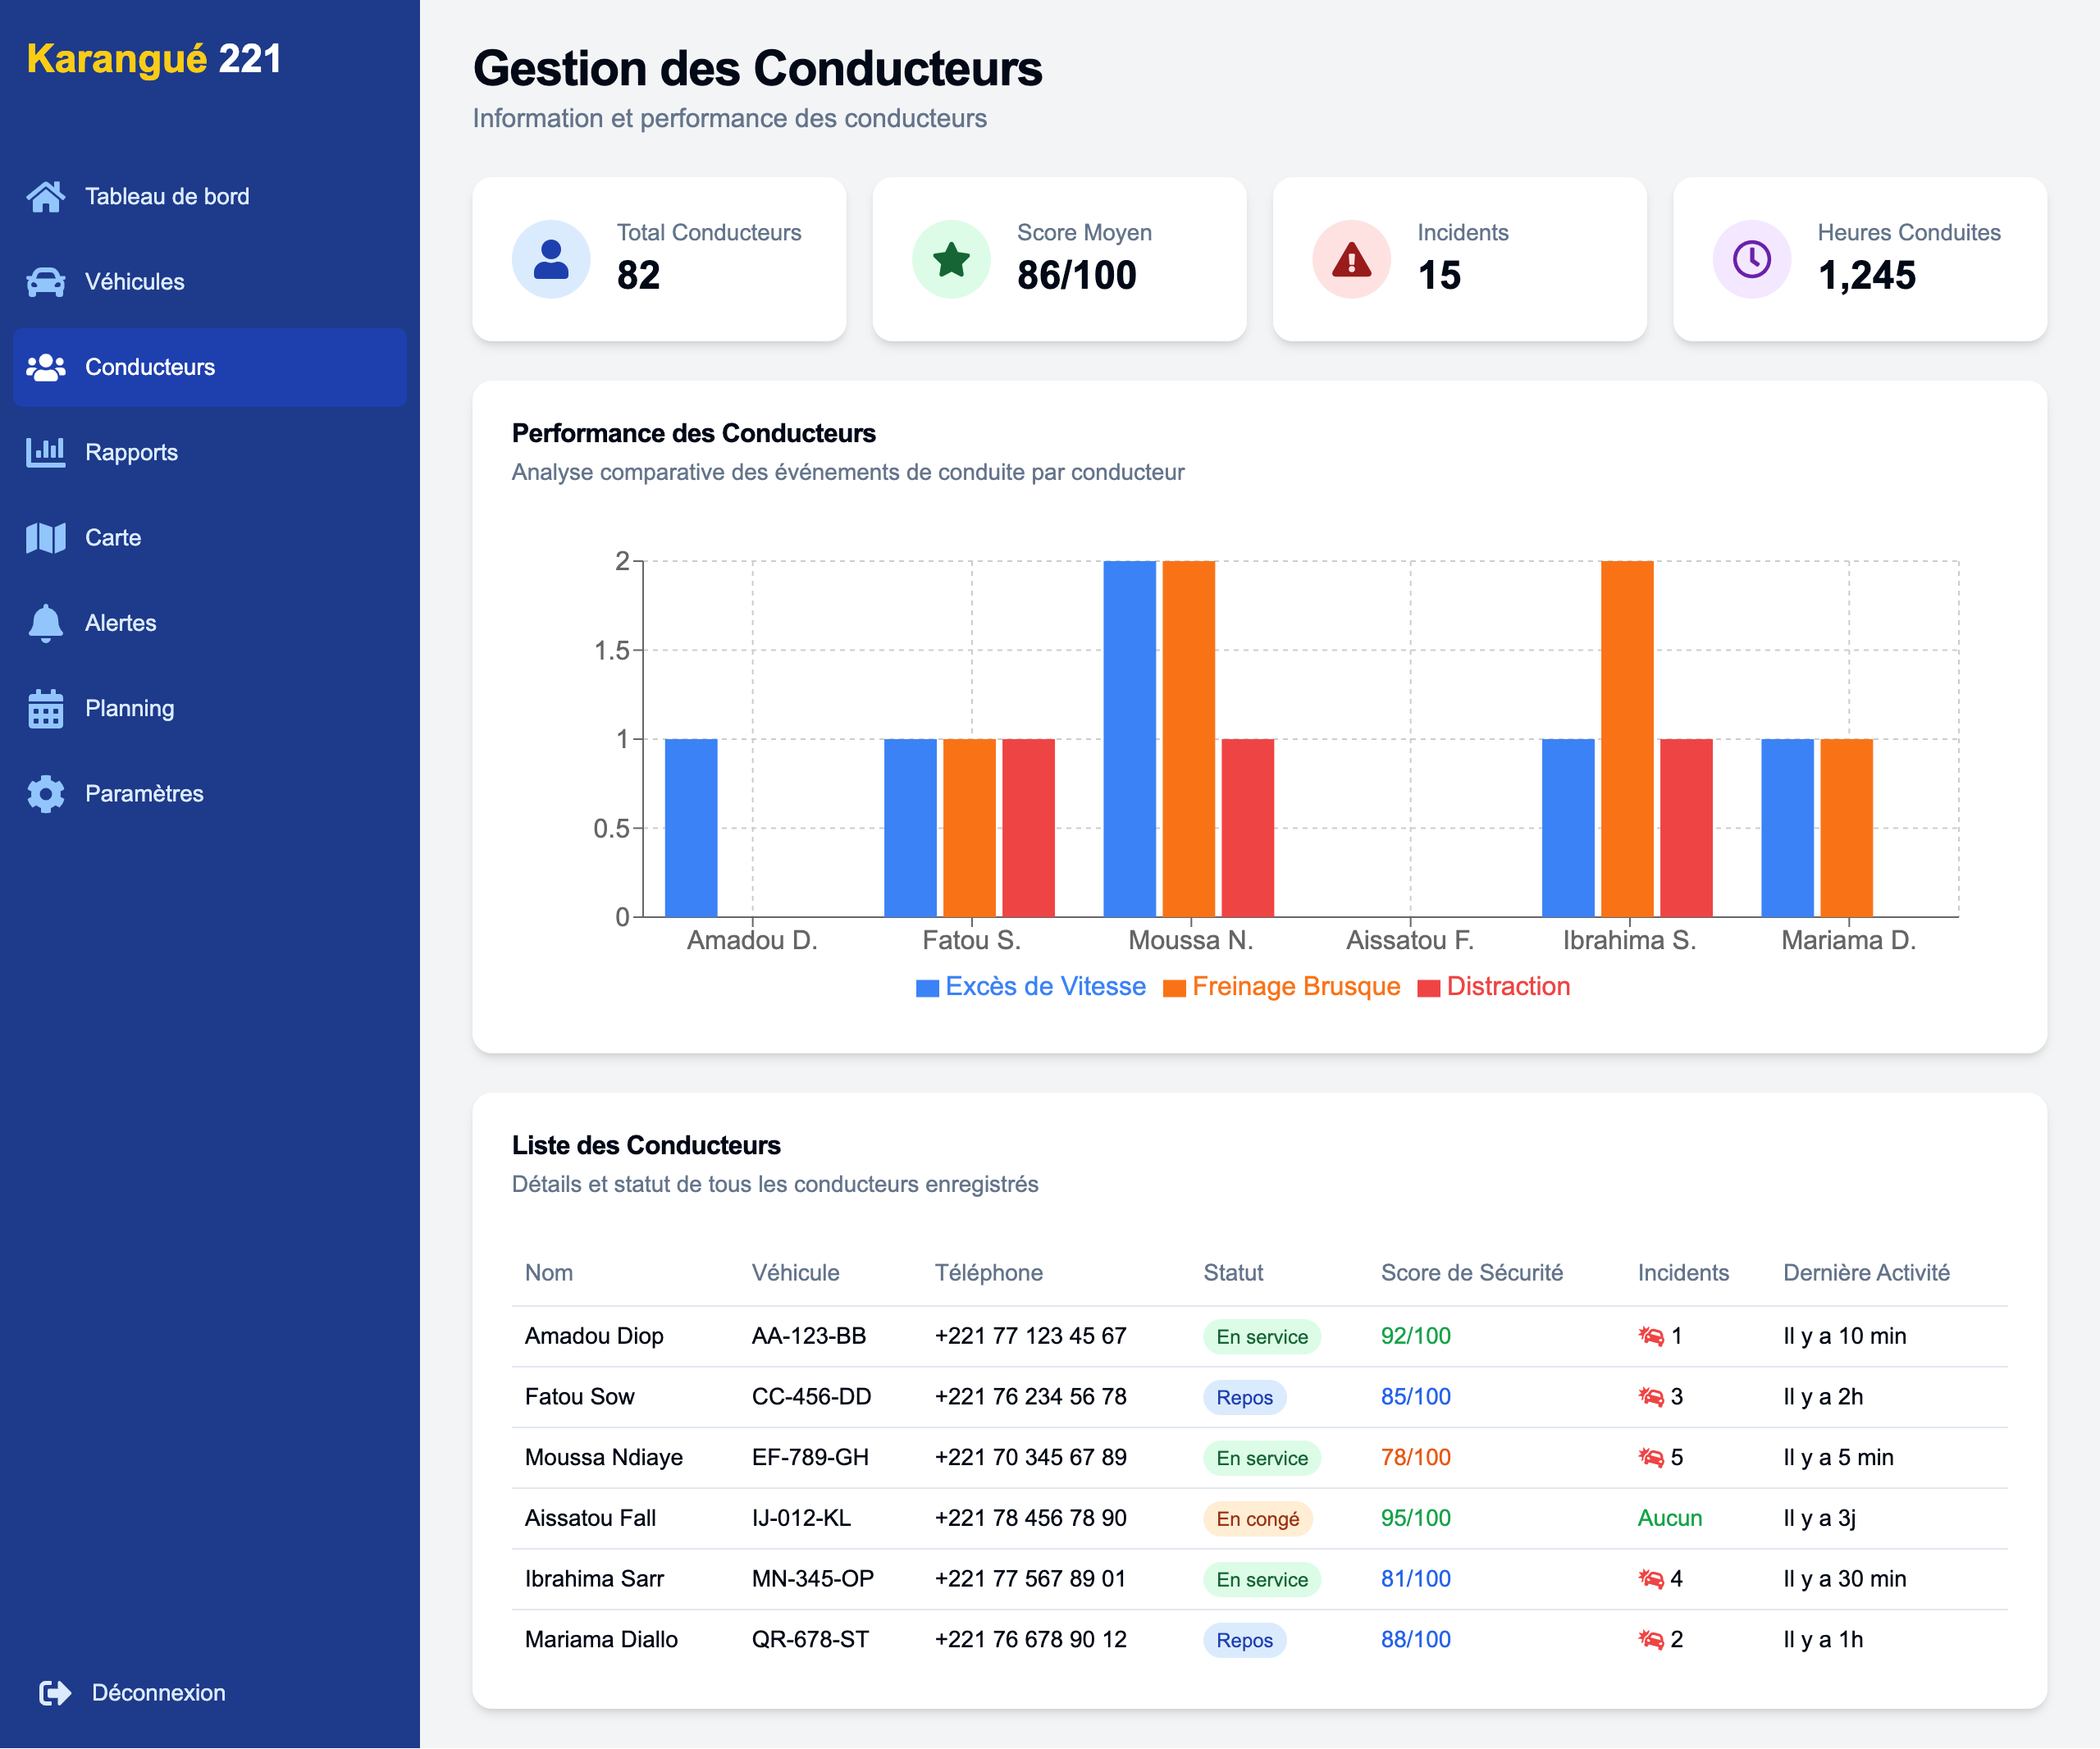 Karangué 221
Tableau de bord
Véhicules
Conducteurs
Rapports
Carte
Alertes
Planning
Paramètres
Déconnexion
Gestion des Conducteurs
Information et performance des conducteurs
Total Conducteurs
82
Score Moyen
86/100
Incidents
15
Heures Conduites
1,245
Performance des Conducteurs
Analyse comparative des événements de conduite par conducteur
2
1.5
1
0.5
0
Amadou D. Fatou S. Moussa N. Aissatou F. Ibrahima S. Mariama D.
Excès de Vitesse Freinage Brusque Distraction
Liste des Conducteurs
Détails et statut de tous les conducteurs enregistrés
Nom Véhicule Téléphone Statut Score de Sécurité Incidents Dernière Activité
Amadou Diop AA-123-BB +221 77 123 45 67 En service 92/100 1 Il y a 10 min
Fatou Sow CC-456-DD +221 76 234 56 78 Repos 85/100 3 Il y a 2h
Moussa Ndiaye EF-789-GH +221 70 345 67 89 En service 78/100 5 Il y a 5 min
Aissatou Fall IJ-012-KL +221 78 456 78 90 En congé 95/100 Aucun Il y a 3j
Ibrahima Sarr MN-345-OP +221 77 567 89 01 En service 81/100 4 Il y a 30 min
Mariama Diallo QR-678-ST +221 76 678 90 12 Repos 88/100 2 Il y a 1h